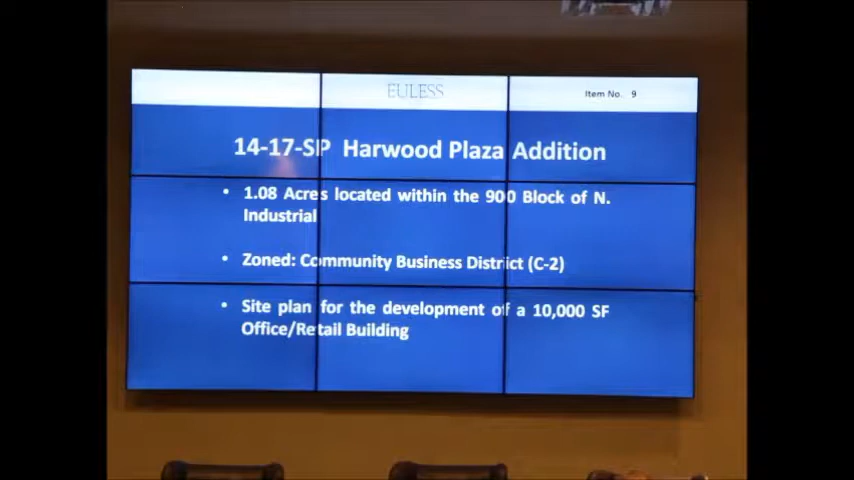 EULESS
Item No. 9
14-17-SP Harwood Plaza Addition
• 1.08 Acres located within the 900 Block of N.
Industrial
• Zoned: Community Business District (C-2)
• Site plan for the development of a 10,000 SF
Office/Retail Building